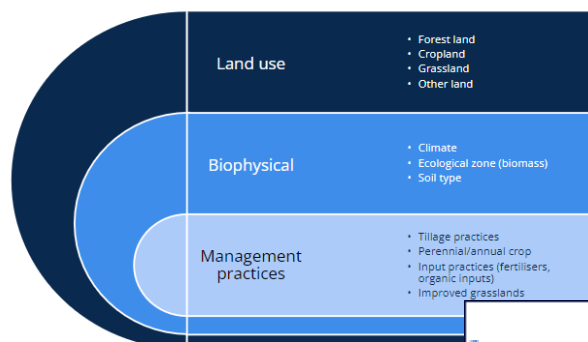 Land use
• Forest land
• Cropland
• Grassland
• Other land
Biophysical
• Climate
• Ecological zone (biomass)
• Soil type
Management
practices
• Tillage practices
• Perennial/annual crop
• Input practices (fertilisers,
organic inputs)
• Improved grasslands